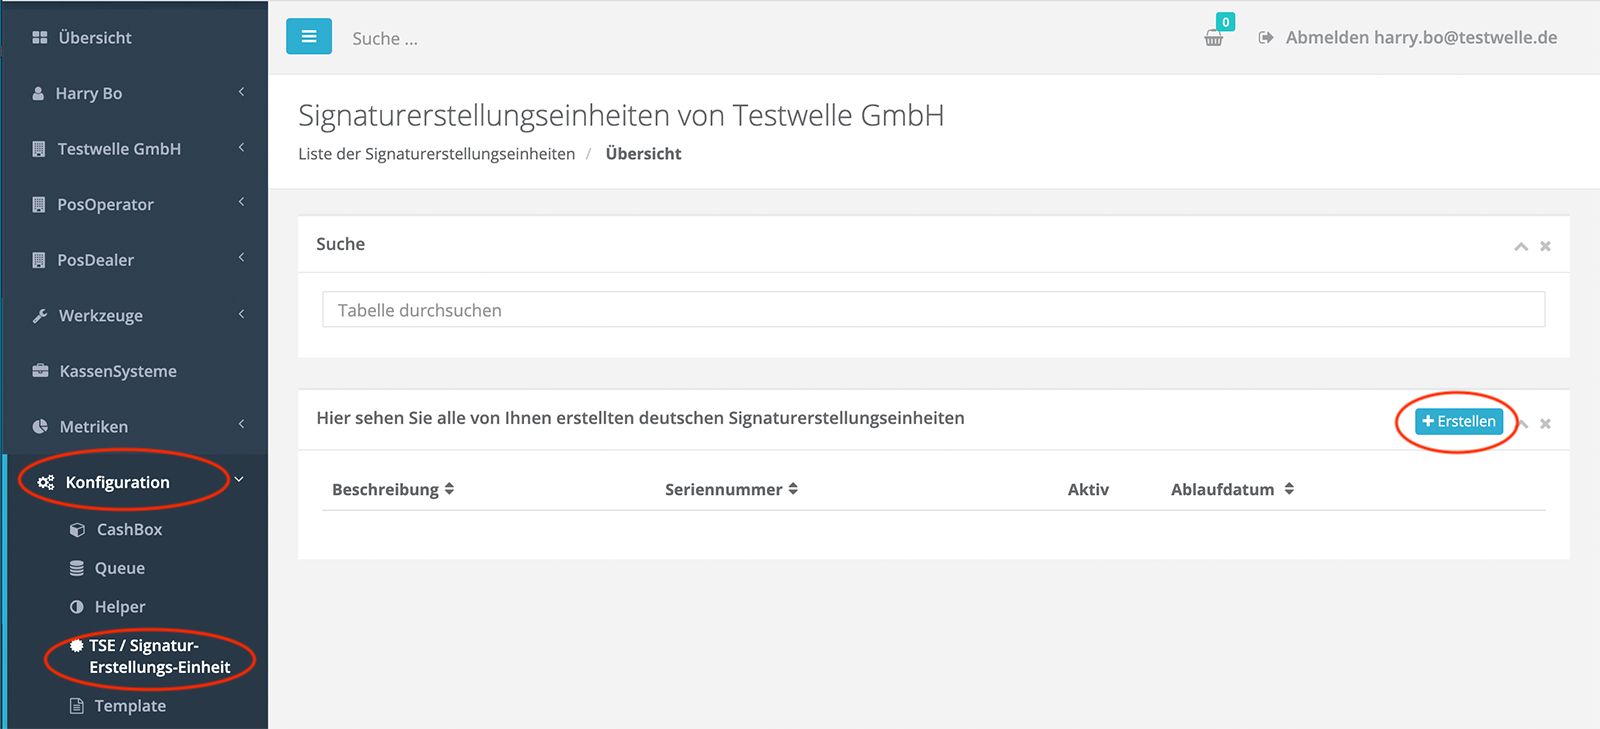 Übersicht
Harry Bo
Testwelle GmbH
PosOperator
PosDealer
Werkzeuge
KassenSysteme
Metriken
Konfiguration
CashBox
Queue
Helper
TSE / Signatur-
Erstellungs-Einheit
Template
Suche ...
0
Abmelden harry.bo@testwelle.de
Signaturerstellungseinheiten von Testwelle GmbH
Liste der Signaturerstellungseinheiten / Übersicht
Suche
Tabelle durchsuchen
Hier sehen Sie alle von Ihnen erstellten deutschen Signaturerstellungseinheiten
+ Erstellen
Beschreibung Seriennummer Aktiv Ablaufdatum